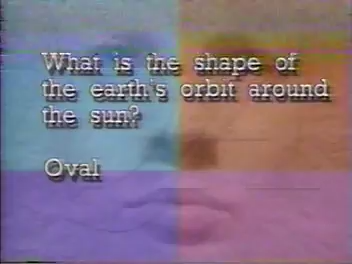 What is the shape of
the earth's orbit around
the sun?
Oval